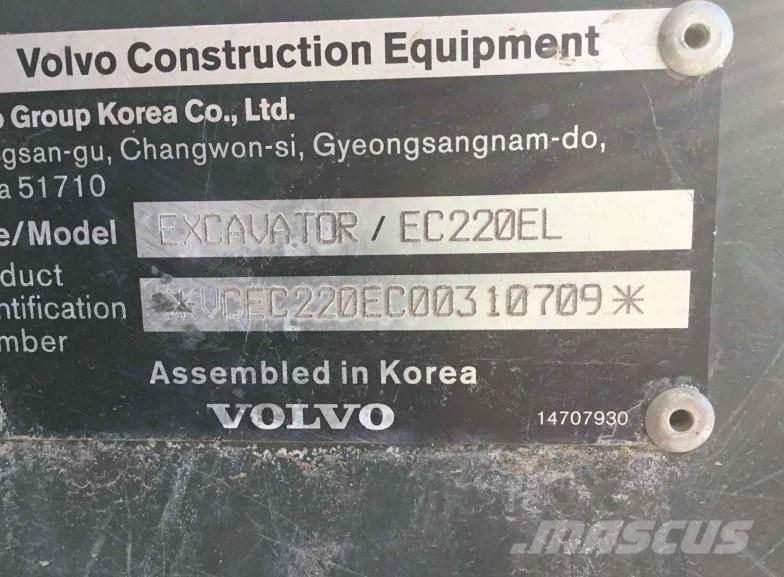 Volvo Construction Equipment
o Group Korea Co., Ltd.
gsan-gu, Changwon-si, Gyeongsangnam-do,
a 51710
e/Model EXCAVATOR / EC220EL
duct
ntification *VCEC220EC00310709*
mber
Assembled in Korea
VOLVO 14707930
MASCUS